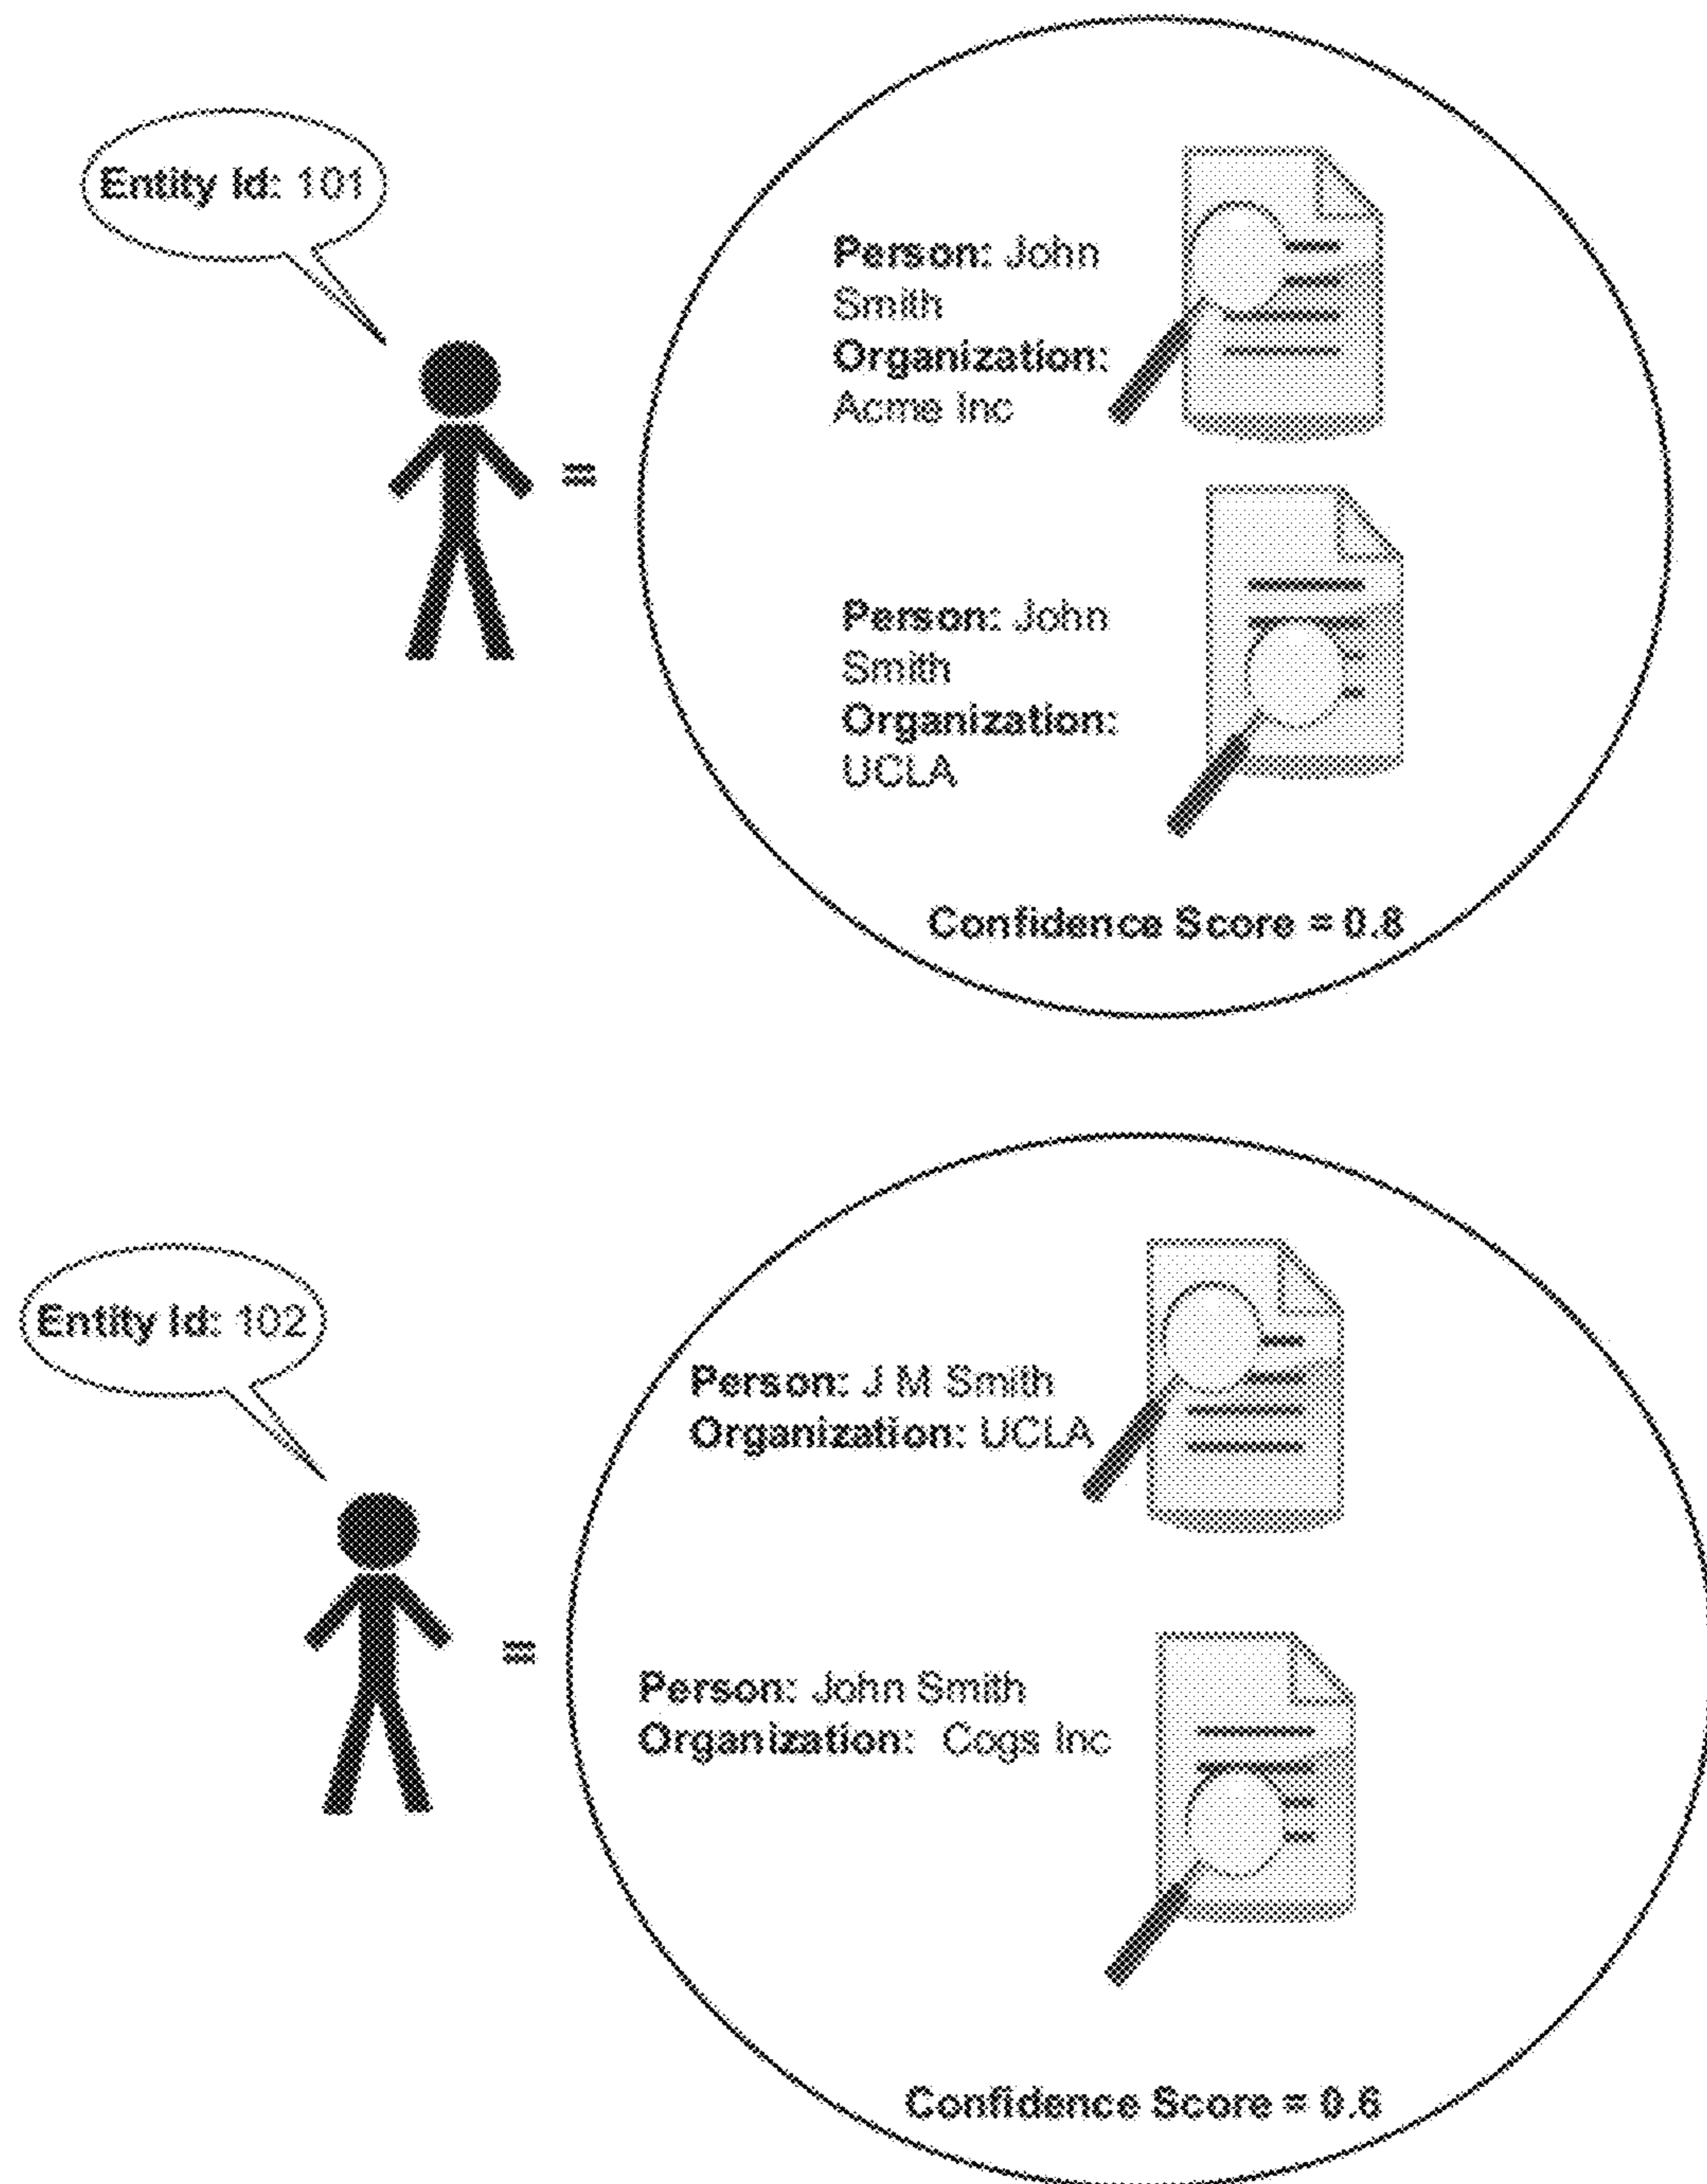 Entity Id: 101
Person: John
Smith
Organization:
Acme Inc
=
Person: John
Smith
Organization:
UCLA
Confidence Score = 0.8
Entity Id: 102
Person: J M Smith
Organization: UCLA
=
Person: John Smith
Organization: Cogs Inc
Confidence Score = 0.6